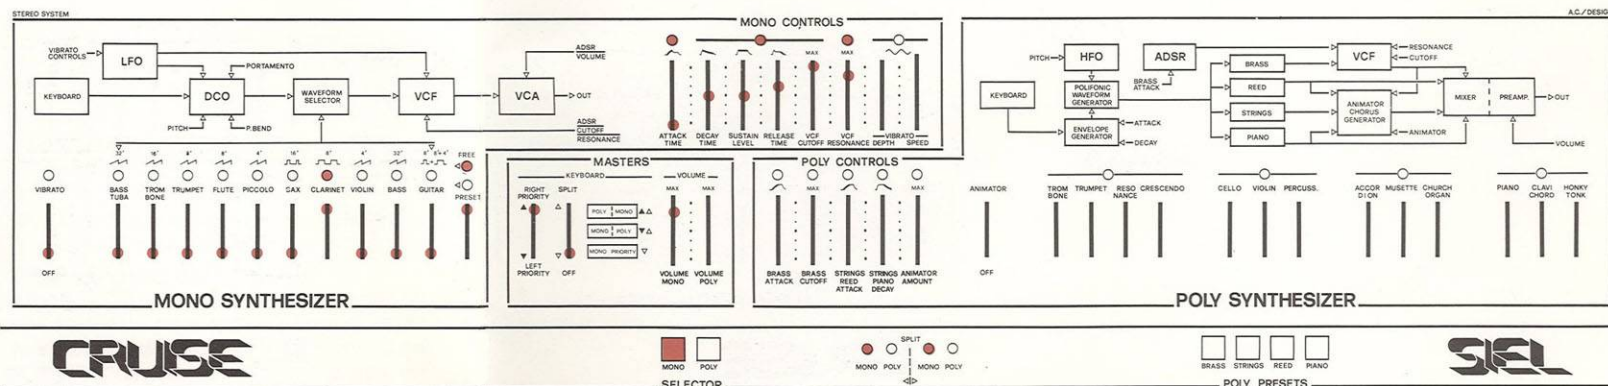 STEREO SYSTEM
A.C./DESIG
MONO CONTROLS
VIBRATO CONTROLS
LFO
PORTAMENTO
KEYBOARD
DCO
WAVEFORM SELECTOR
VCF
VCA
OUT
ADSR
VOLUME
PITCH
P.BEND
ADSR
CUTOFF
RESONANCE
MAX MAX
ATTACK TIME
DECAY TIME
SUSTAIN LEVEL
RELEASE TIME
VCF CUTOFF
VCF RESONANCE
VIBRATO
DEPTH SPEED
32' 16' 8' 8' 4' 16' 8' 4' 32' 8'+4'
FREE
VIBRATO
BASS TUBA
TROM BONE
TRUMPET
FLUTE
PICCOLO
SAX
CLARINET
VIOLIN
BASS
GUITAR
PRESET
OFF
MONO SYNTHESIZER
MASTERS
KEYBOARD
VOLUME
RIGHT PRIORITY
SPLIT
MAX MAX
POLY MONO
MONO POLY
MONO PRIORITY
LEFT PRIORITY
OFF
VOLUME MONO
VOLUME POLY
POLY CONTROLS
MAX MAX
BRASS ATTACK
BRASS CUTOFF
STRINGS REED ATTACK
STRINGS PIANO DECAY
ANIMATOR AMOUNT
PITCH
HFO
ADSR
BRASS ATTACK
KEYBOARD
POLIFONIC WAVEFORM GENERATOR
ENVELOPE GENERATOR
ATTACK
DECAY
BRASS
REED
STRINGS
PIANO
VCF
RESONANCE
CUTOFF
ANIMATOR CHORUS GENERATOR
ANIMATOR
MIXER
PREAMP.
OUT
VOLUME
ANIMATOR
OFF
TROM BONE
TRUMPET
RESO NANCE
CRESCENDO
CELLO
VIOLIN
PERCUSS.
ACCOR DION
MUSETTE
CHURCH ORGAN
PIANO
CLAVI CHORD
HONKY TONK
POLY SYNTHESIZER
CRUISE
MONO POLY
SELECTOR
SPLIT
MONO POLY MONO POLY
BRASS STRINGS REED PIANO
POLY PRESETS
SIEL